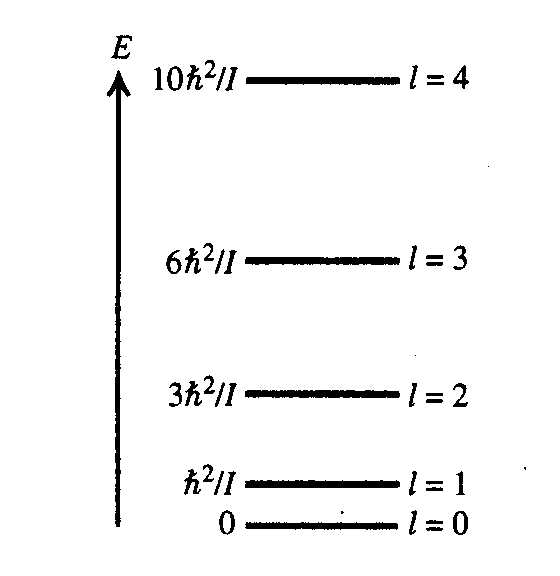 E
10ℏ²/I l = 4
6ℏ²/I l = 3
3ℏ²/I l = 2
ℏ²/I l = 1
0 l = 0